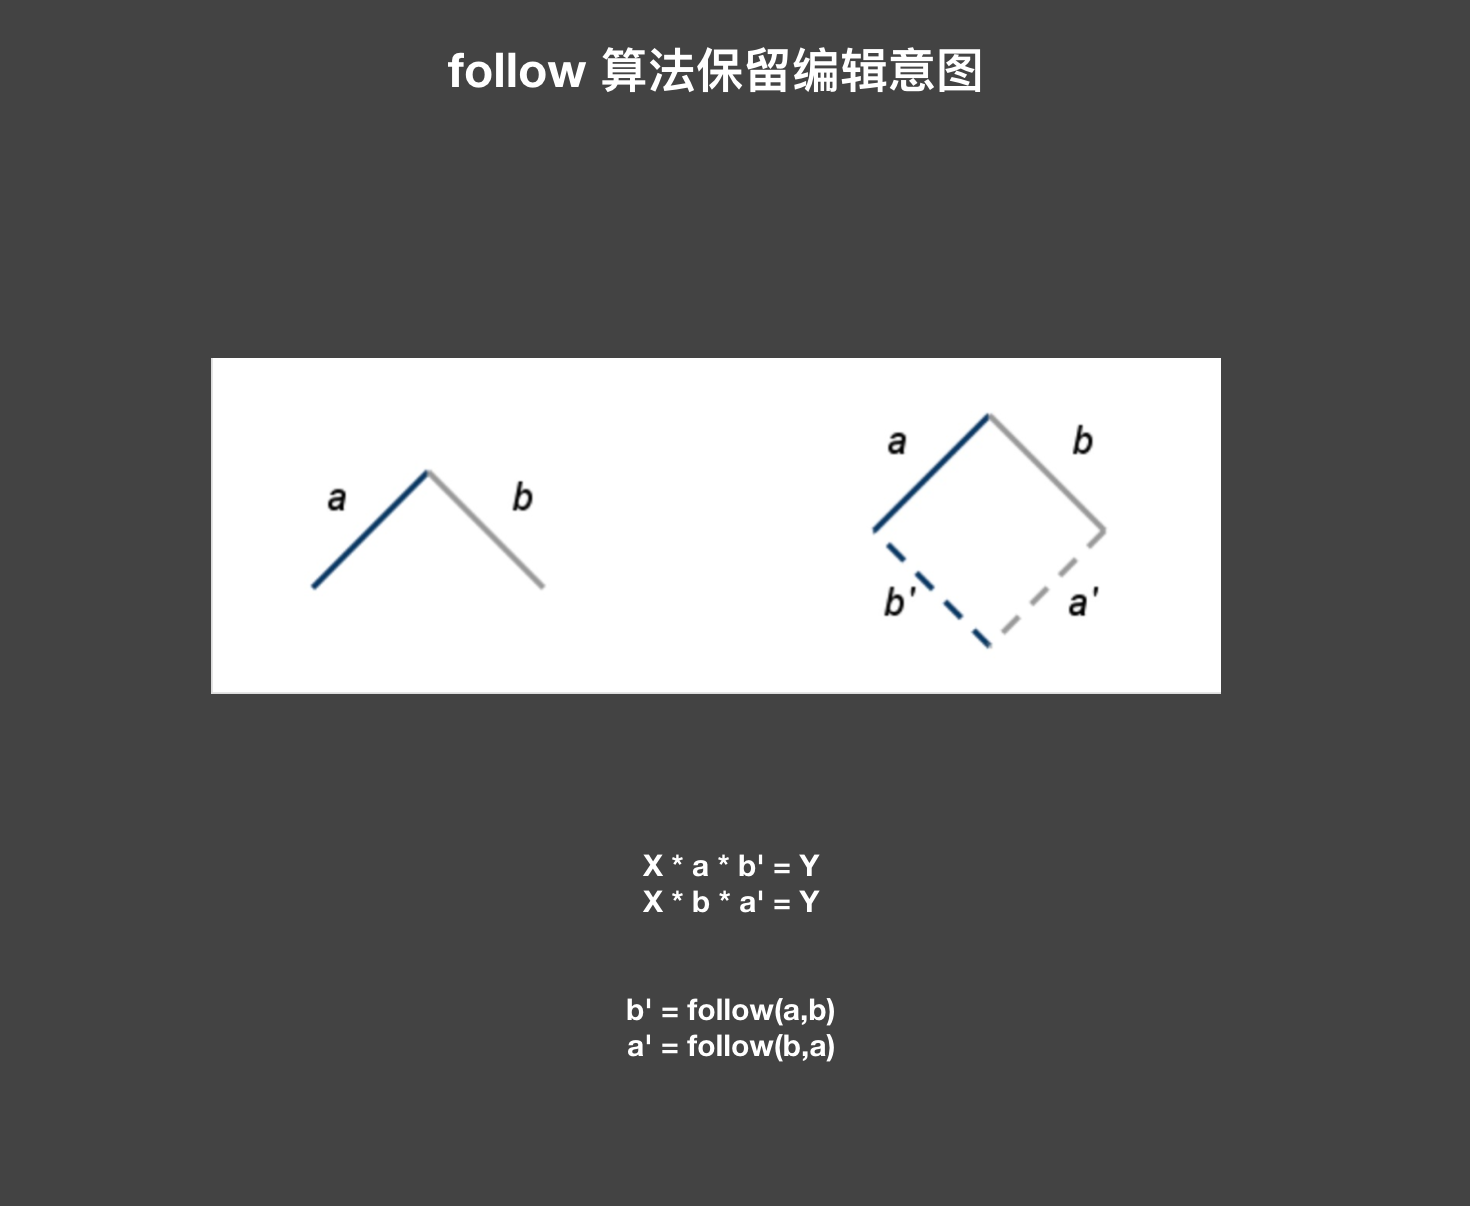 follow 算法保留编辑意图
a
b
a
b
b'
a'
X * a * b' = Y
X * b * a' = Y
b' = follow(a,b)
a' = follow(b,a)